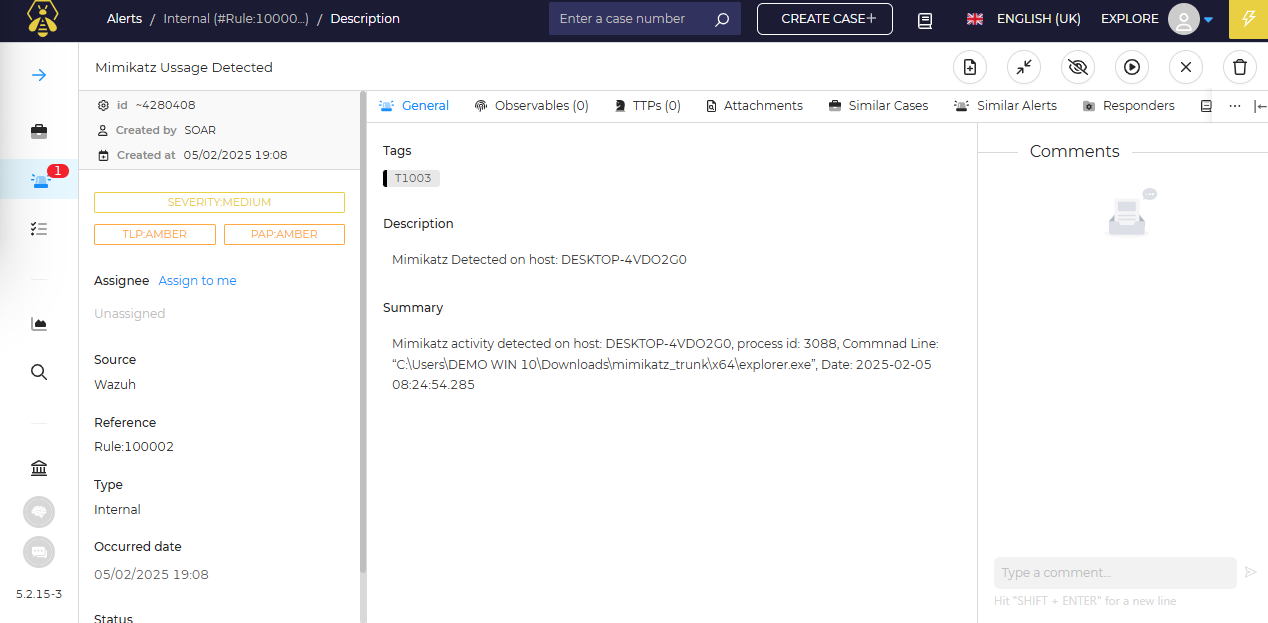 Alerts / Internal (#Rule:10000...) / Description
Enter a case number
CREATE CASE+
ENGLISH (UK)
EXPLORE
Mimikatz Ussage Detected
id ~4280408
Created by SOAR
Created at 05/02/2025 19:08
General
Observables (0)
TTPs (0)
Attachments
Similar Cases
Similar Alerts
Responders
1
SEVERITY:MEDIUM
TLP:AMBER
PAP:AMBER
Assignee Assign to me
Unassigned
Source
Wazuh
Reference
Rule:100002
Type
Internal
Occurred date
05/02/2025 19:08
Status
5.2.15-3
Tags
T1003
Description
Mimikatz Detected on host: DESKTOP-4VDO2G0
Summary
Mimikatz activity detected on host: DESKTOP-4VDO2G0, process id: 3088, Commnad Line:
“C:\Users\DEMO WIN 10\Downloads\mimikatz_trunk\x64\explorer.exe”, Date: 2025-02-05
08:24:54.285
Comments
Type a comment...
Hit "SHIFT + ENTER" for a new line